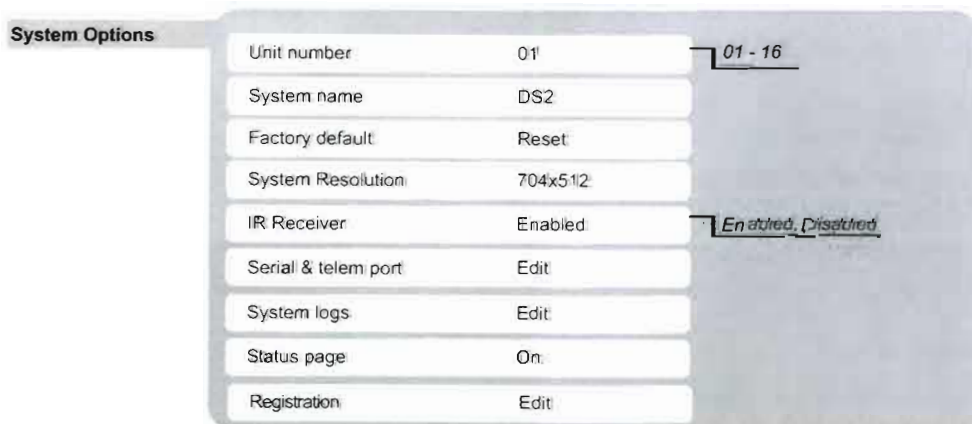 System Options
Unit number 01 01 - 16
System name DS2
Factory default Reset
System Resolution 704x512
IR Receiver Enabled Enabled, Disabled
Serial & telem port Edit
System logs Edit
Status page On
Registration Edit